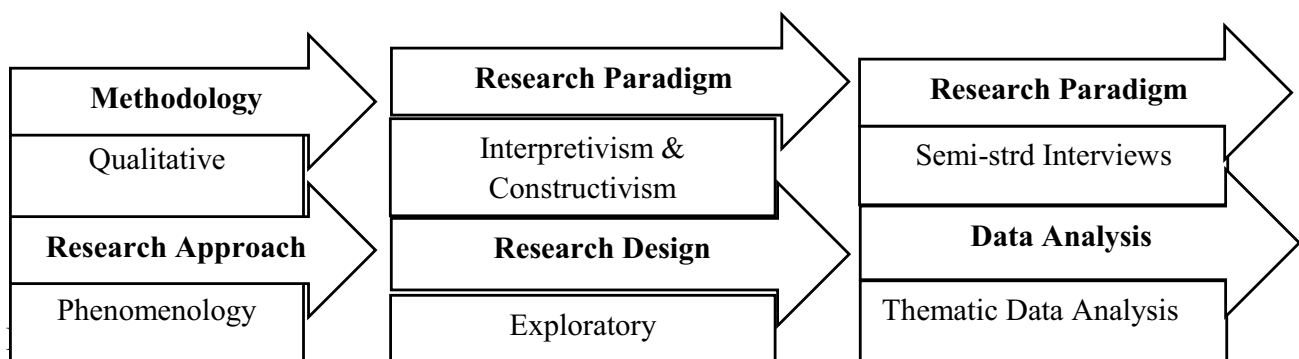 Methodology
Qualitative
Research Approach
Phenomenology
Research Paradigm
Interpretivism &
Constructivism
Research Design
Exploratory
Research Paradigm
Semi-strd Interviews
Data Analysis
Thematic Data Analysis